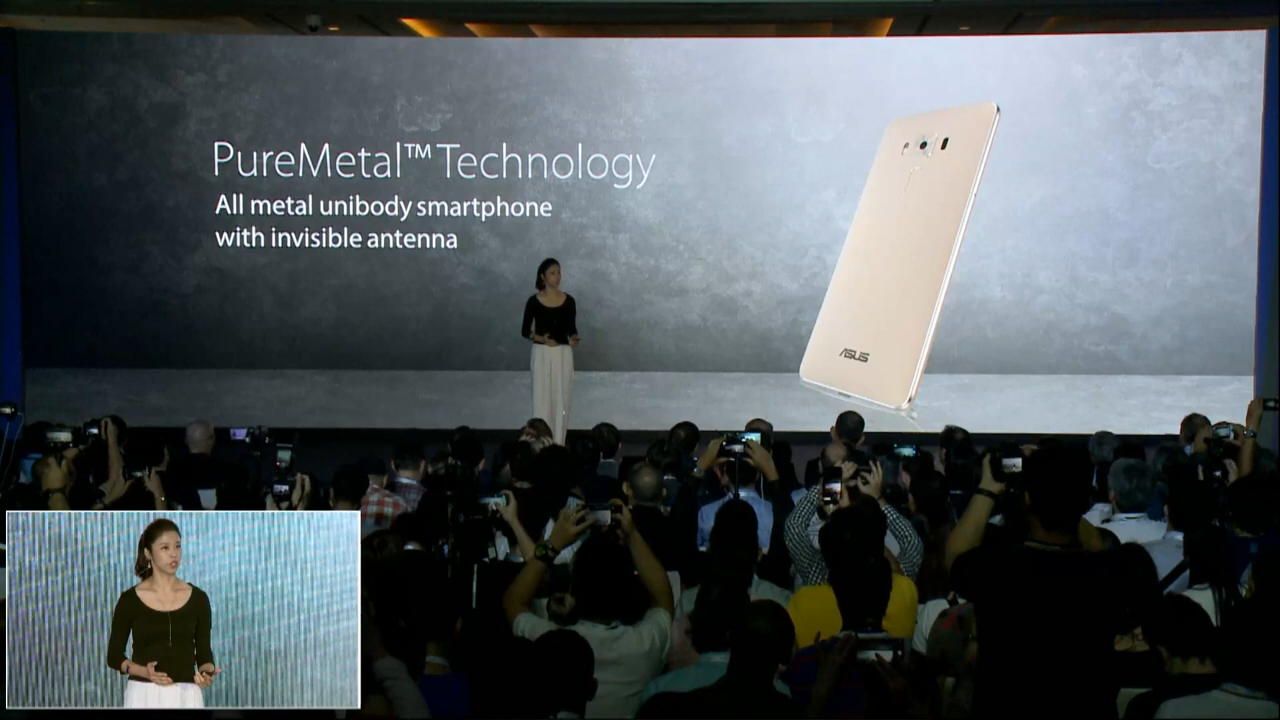 PureMetal™ Technology
All metal unibody smartphone
with invisible antenna
ASUS